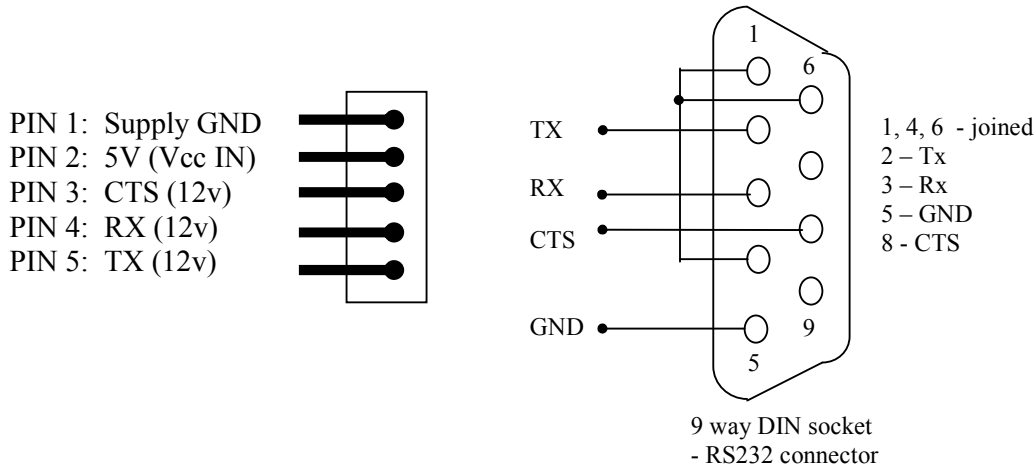 PIN 1: Supply GND
PIN 2: 5V (Vcc IN)
PIN 3: CTS (12v)
PIN 4: RX (12v)
PIN 5: TX (12v)
1
6
TX
RX
CTS
GND
9
5
1, 4, 6 - joined
2 – Tx
3 – Rx
5 – GND
8 - CTS
9 way DIN socket
- RS232 connector